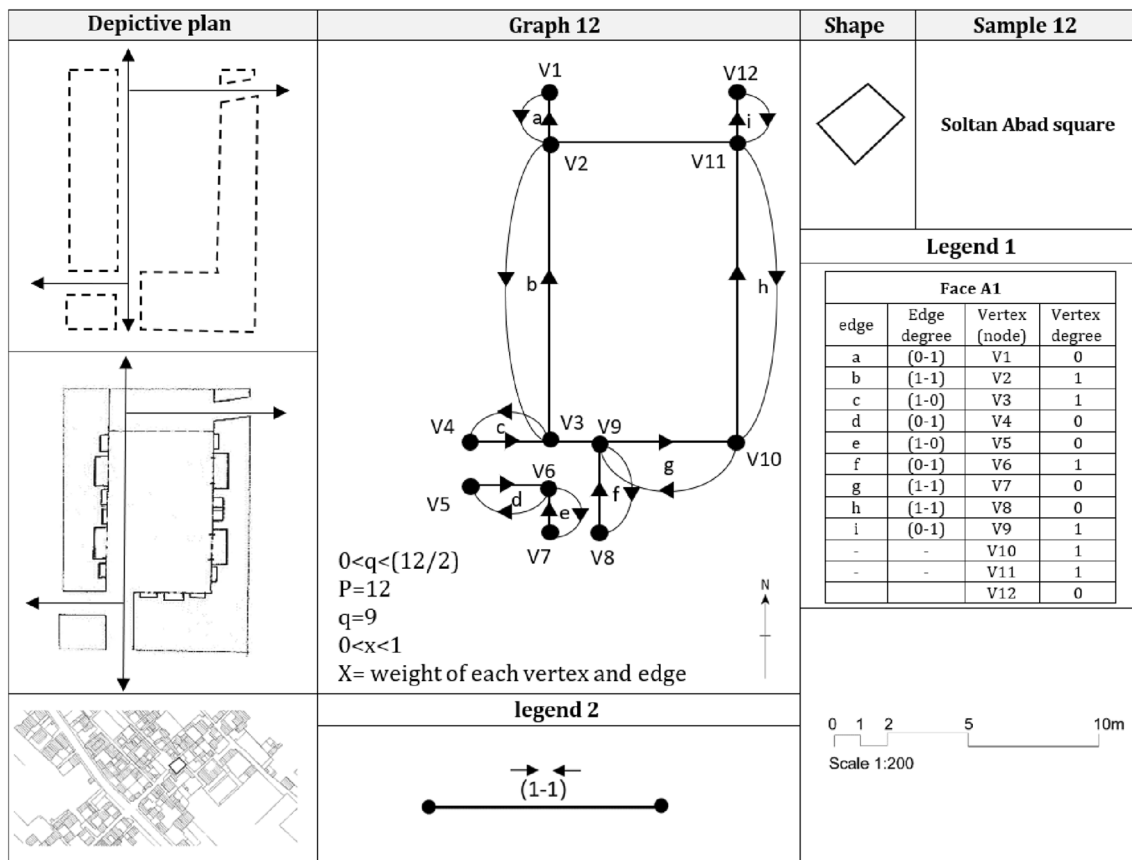 Depictive plan
Graph 12
Shape
Sample 12
V1
V12
a
i
V2
V11
b
h
V4
c
V3
V9
V10
g
V5
V6
d
f
e
V7
V8
0<q<(12/2)
P=12
q=9
0<x<1
X= weight of each vertex and edge
N
legend 2
(1-1)
Soltan Abad square
Legend 1
Face A1
edge Edge degree Vertex (node) Vertex degree
a (0-1) V1 0
b (1-1) V2 1
c (1-0) V3 1
d (0-1) V4 0
e (1-0) V5 0
f (0-1) V6 1
g (1-1) V7 0
h (1-1) V8 0
i (0-1) V9 1
- - V10 1
- - V11 1
V12 0
0 1 2 5 10m
Scale 1:200